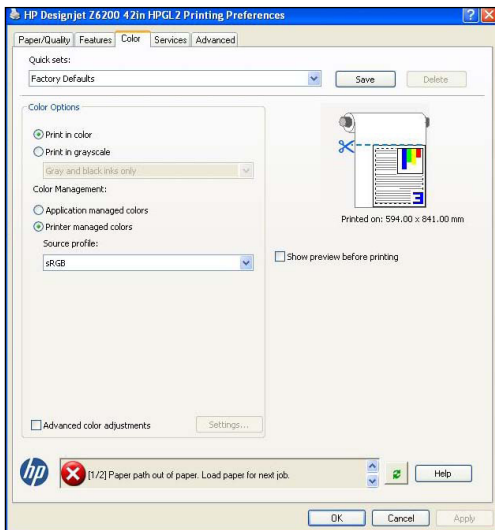 HP Designjet Z6200 42in HPGL2 Printing Preferences
Paper/Quality Features Color Services Advanced
Quick sets:
Factory Defaults
Save
Delete
Color Options
Print in color
Print in grayscale
Gray and black inks only
Color Management:
Application managed colors
Printer managed colors
Source profile:
sRGB
Advanced color adjustments
Settings...
3
Printed on: 594.00 x 841.00 mm
Show preview before printing
hp
[1/2] Paper path out of paper. Load paper for next job.
Help
OK
Cancel
Apply